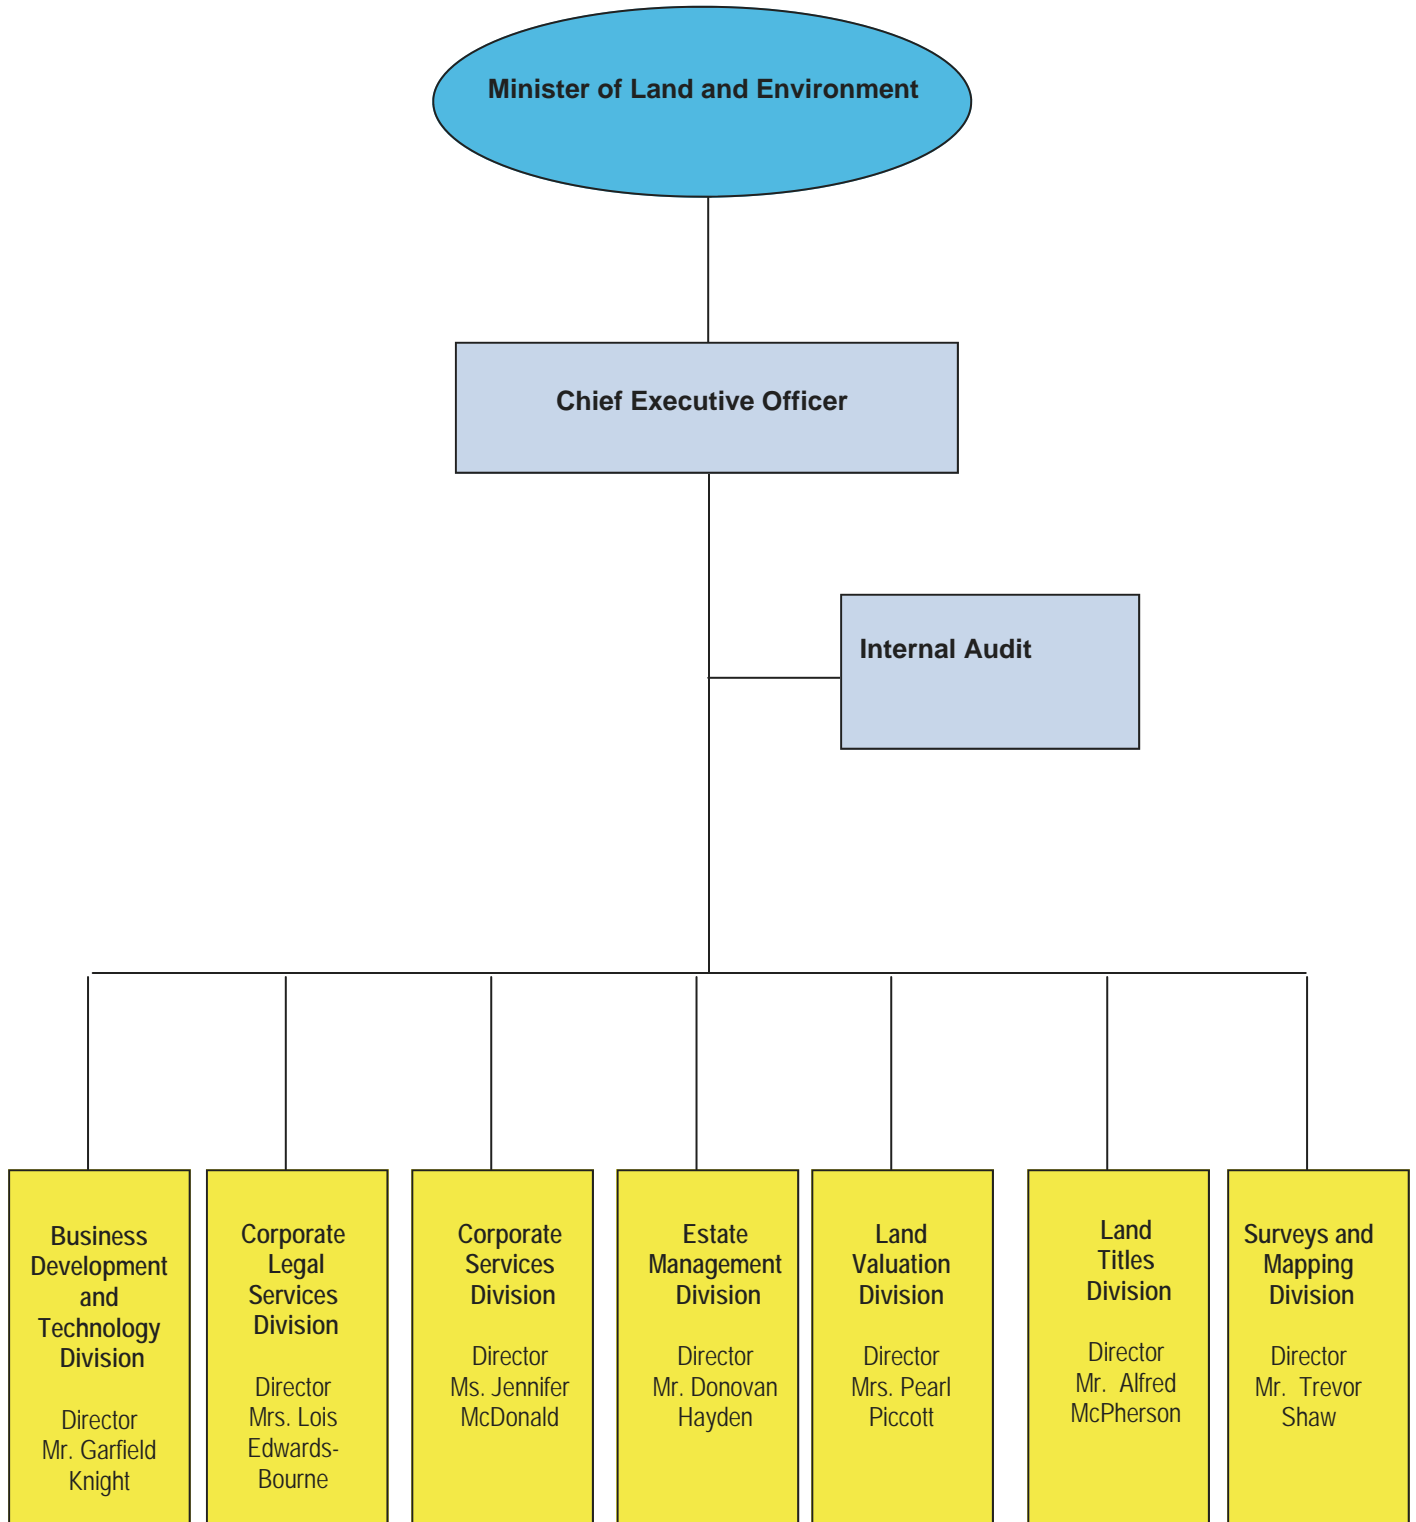 Minister of Land and Environment
Chief Executive Officer
Internal Audit
Business
Development
and
Technology
Division
Director
Mr. Garfield
Knight
Corporate
Legal
Services
Division
Director
Mrs. Lois
Edwards-
Bourne
Corporate
Services
Division
Director
Ms. Jennifer
McDonald
Estate
Management
Division
Director
Mr. Donovan
Hayden
Land
Valuation
Division
Director
Mrs. Pearl
Piccott
Land
Titles
Division
Director
Mr. Alfred
McPherson
Surveys and
Mapping
Division
Director
Mr. Trevor
Shaw